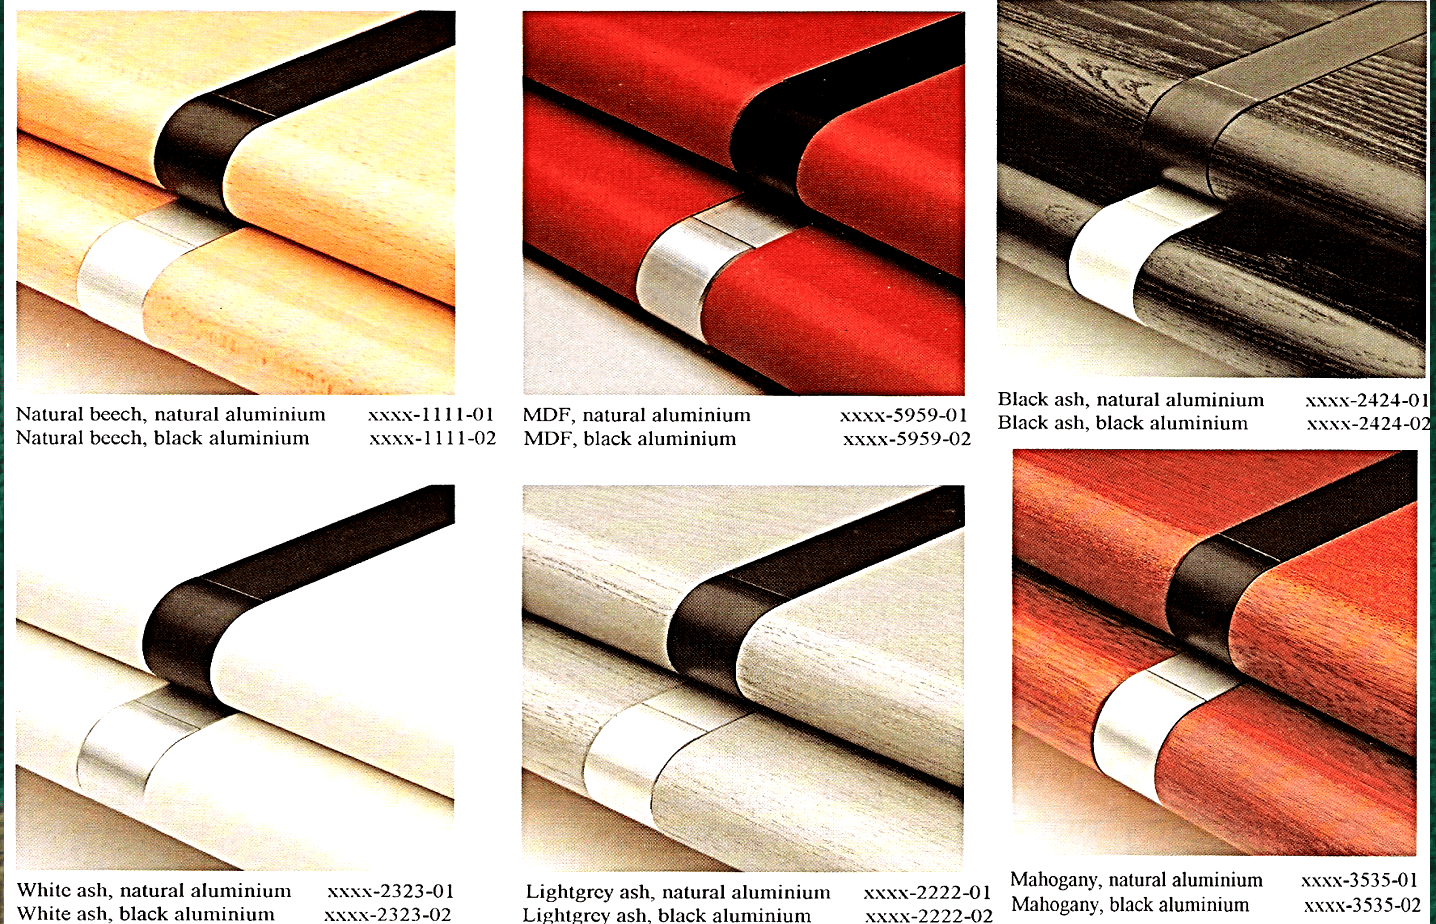 Natural beech, natural aluminium xxxx-1111-01
Natural beech, black aluminium xxxx-1111-02
MDF, natural aluminium xxxx-5959-01
MDF, black aluminium xxxx-5959-02
Black ash, natural aluminium xxxx-2424-01
Black ash, black aluminium xxxx-2424-02
White ash, natural aluminium xxxx-2323-01
White ash, black aluminium xxxx-2323-02
Lightgrey ash, natural aluminium xxxx-2222-01
Lightgrey ash, black aluminium xxxx-2222-02
Mahogany, natural aluminium xxxx-3535-01
Mahogany, black aluminium xxxx-3535-02